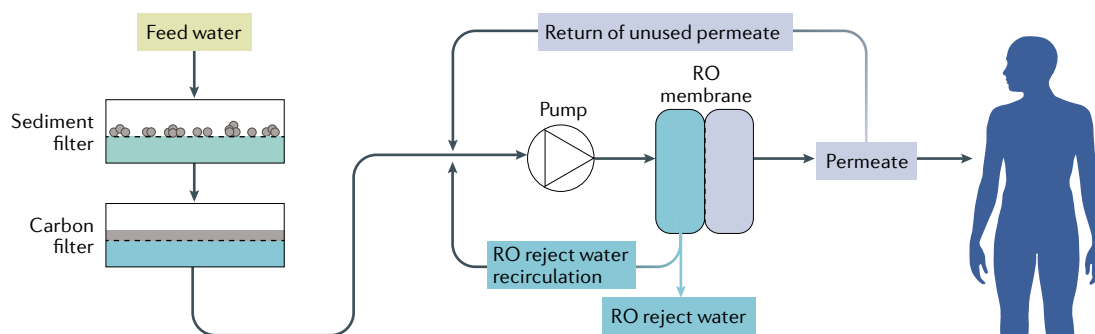 Feed water
Return of unused permeate
RO
membrane
Pump
Sediment
filter
Permeate
Carbon
filter
RO reject water
recirculation
RO reject water